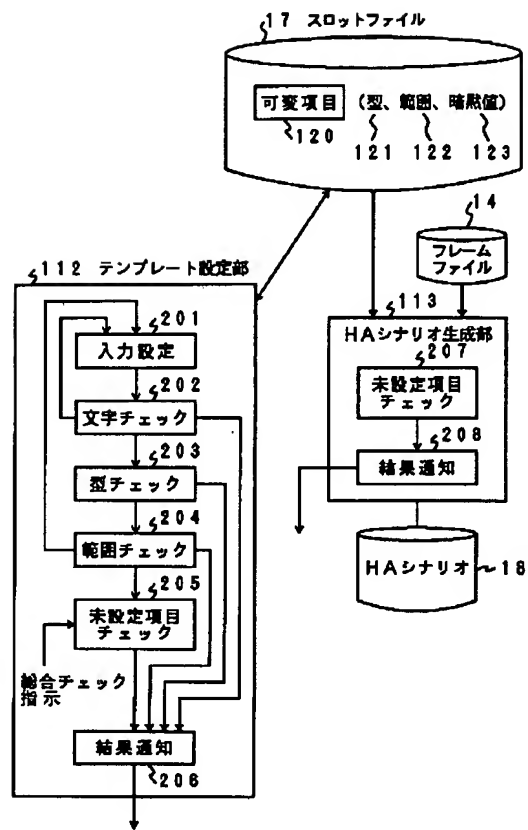 17 スロットファイル
可変項目 (型、範囲、暗黙値)
120 121 122 123
14
フレーム
ファイル
112 テンプレート設定部
201
入力設定
202
文字チェック
203
型チェック
204
範囲チェック
205
未設定項目
チェック
総合チェック
指示
結果通知
206
113
HAシナリオ生成部
207
未設定項目
チェック
208
結果通知
HAシナリオ 18